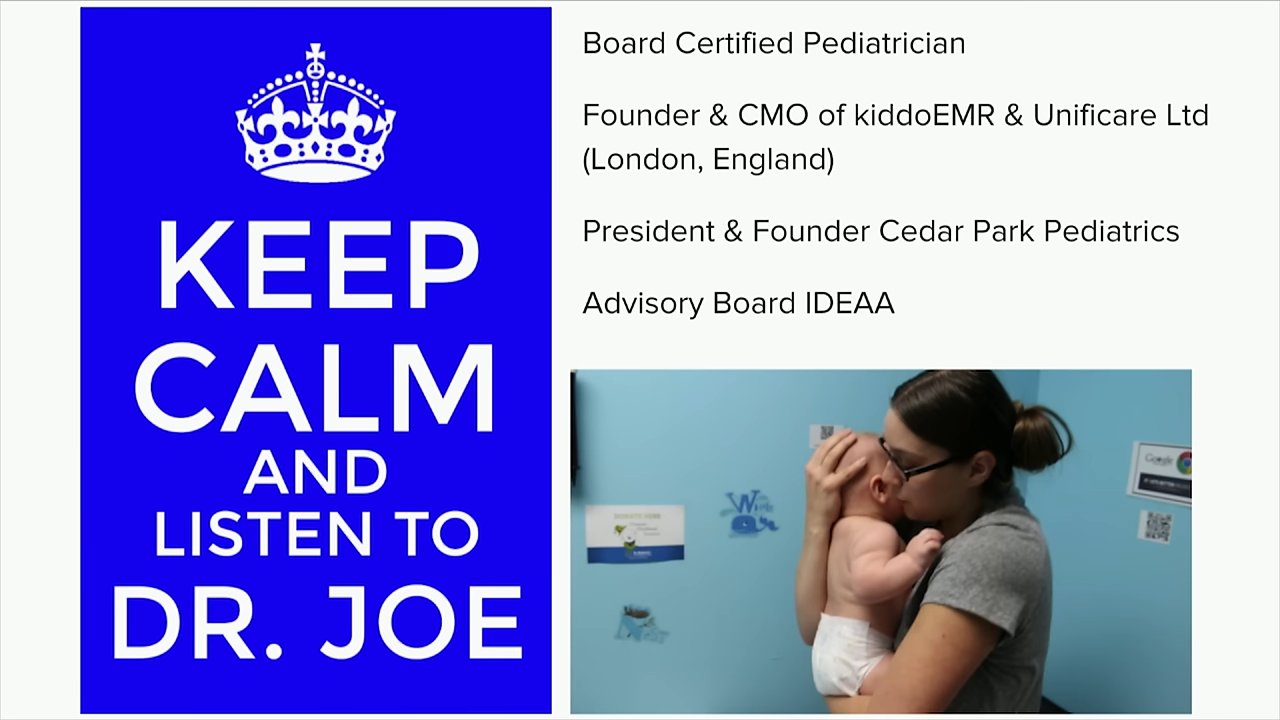 KEEP
CALM
AND
LISTEN TO
DR. JOE
Board Certified Pediatrician
Founder & CMO of kiddoEMR & Unificare Ltd
(London, England)
President & Founder Cedar Park Pediatrics
Advisory Board IDEAA
Google